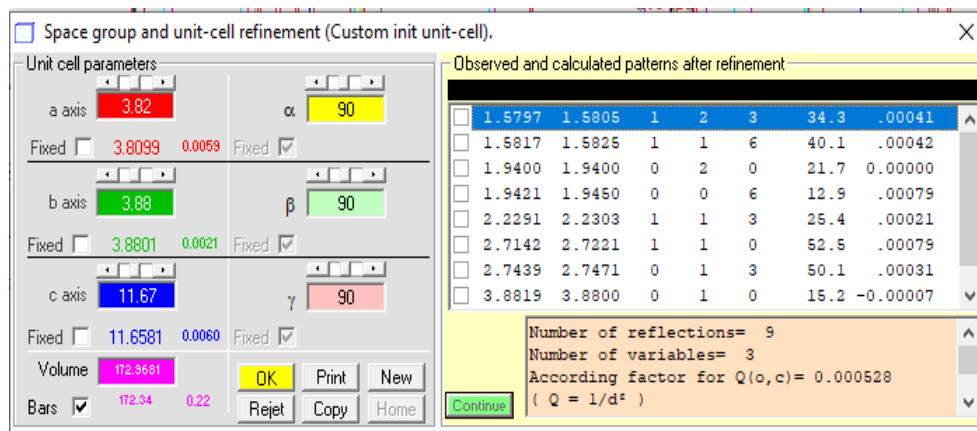 Space group and unit-cell refinement (Custom init unit-cell).
Unit cell parameters
a axis 3.82 α 90
Fixed 3.8099 0.0059 Fixed
b axis 3.88 β 90
Fixed 3.8801 0.0021 Fixed
c axis 11.67 γ 90
Fixed 11.6581 0.0060 Fixed
Volume 172.9681 OK Print New
Bars 172.34 0.22 Rejet Copy Home
Observed and calculated patterns after refinement
1.5797 1.5805 1 2 3 34.3 .00041
1.5817 1.5825 1 1 6 40.1 .00042
1.9400 1.9400 0 2 0 21.7 0.00000
1.9421 1.9450 0 0 6 12.9 .00079
2.2291 2.2303 1 1 3 25.4 .00021
2.7142 2.7221 1 1 0 52.5 .00079
2.7439 2.7471 0 1 3 50.1 .00031
3.8819 3.8800 0 1 0 15.2 -0.00007
Number of reflections= 9
Number of variables= 3
According factor for Q(o,c)= 0.000528
Continue ( Q = 1/d² )